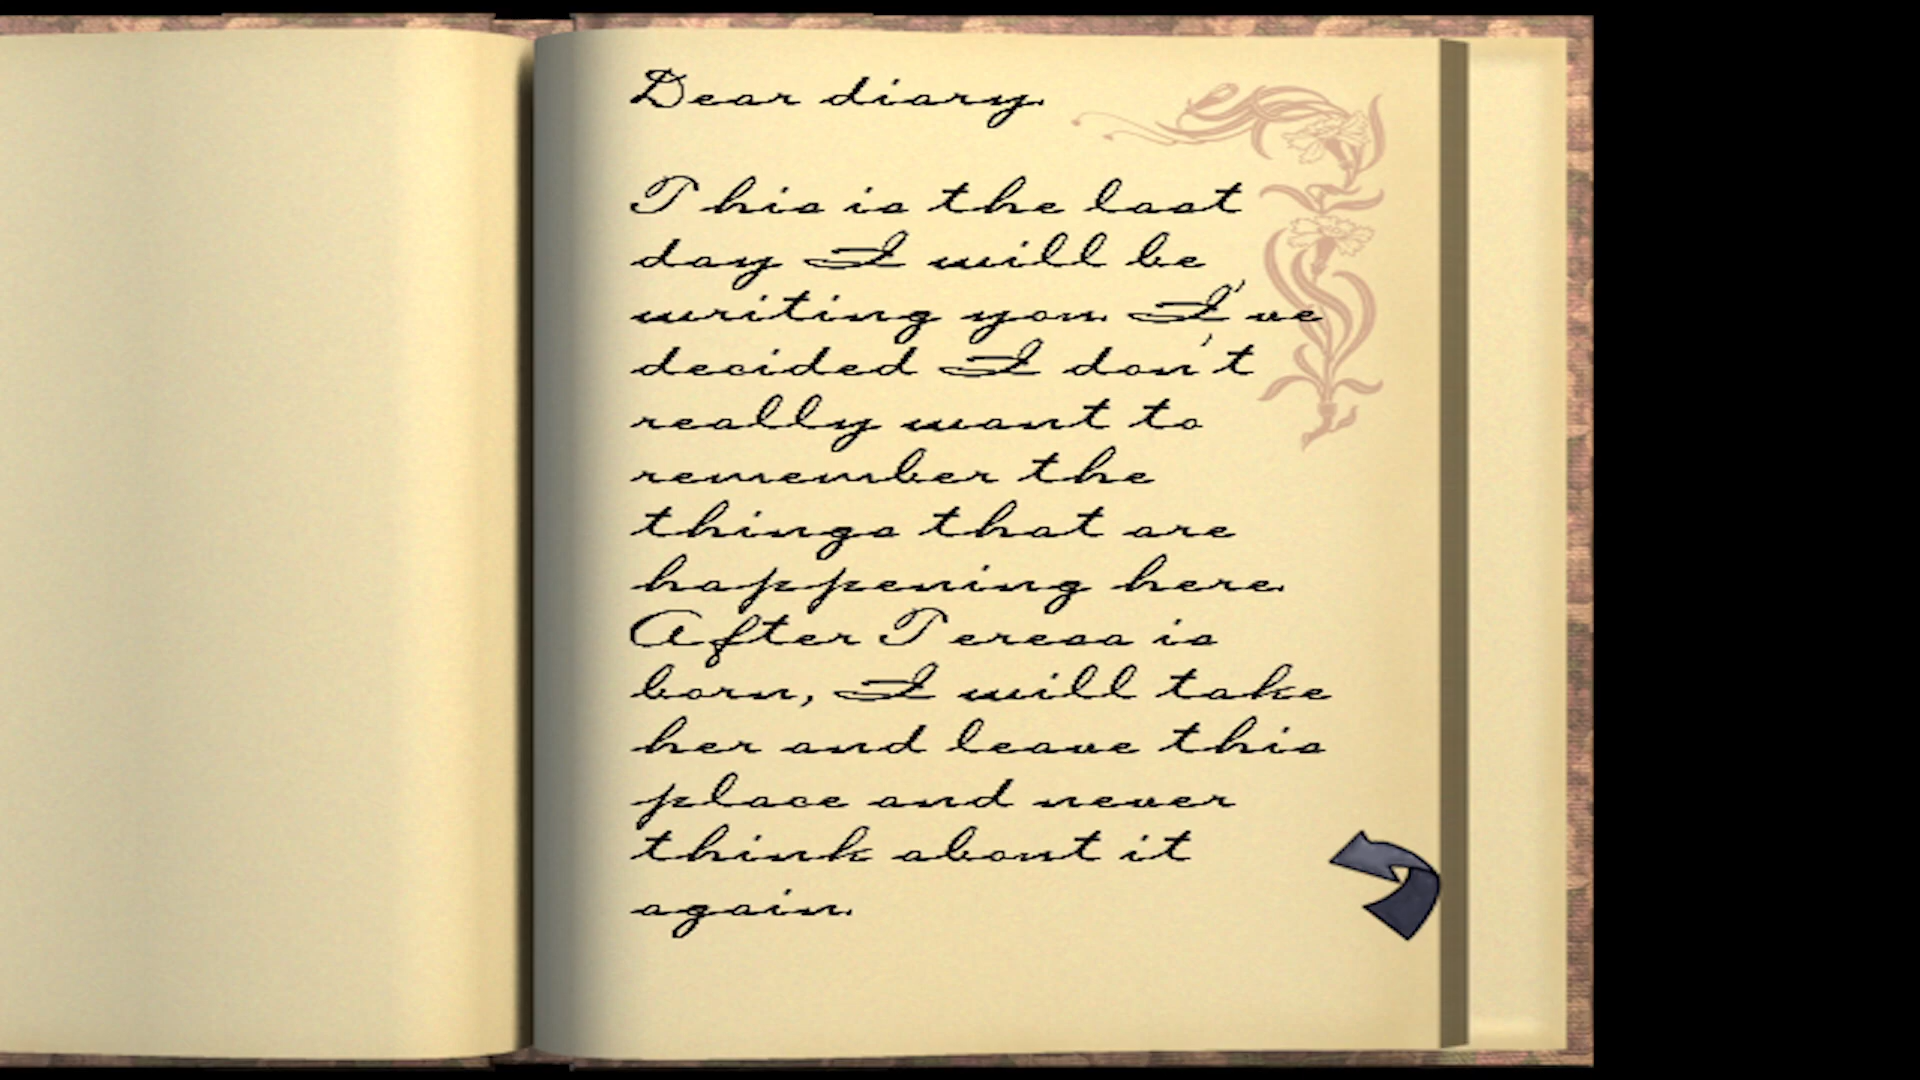 Dear diary.
This is the last
day I will be
writing you. I've
decided I don't
really want to
remember the
things that are
happening here.
After Teresa is
born, I will take
her and leave this
place and never
think about it
again.